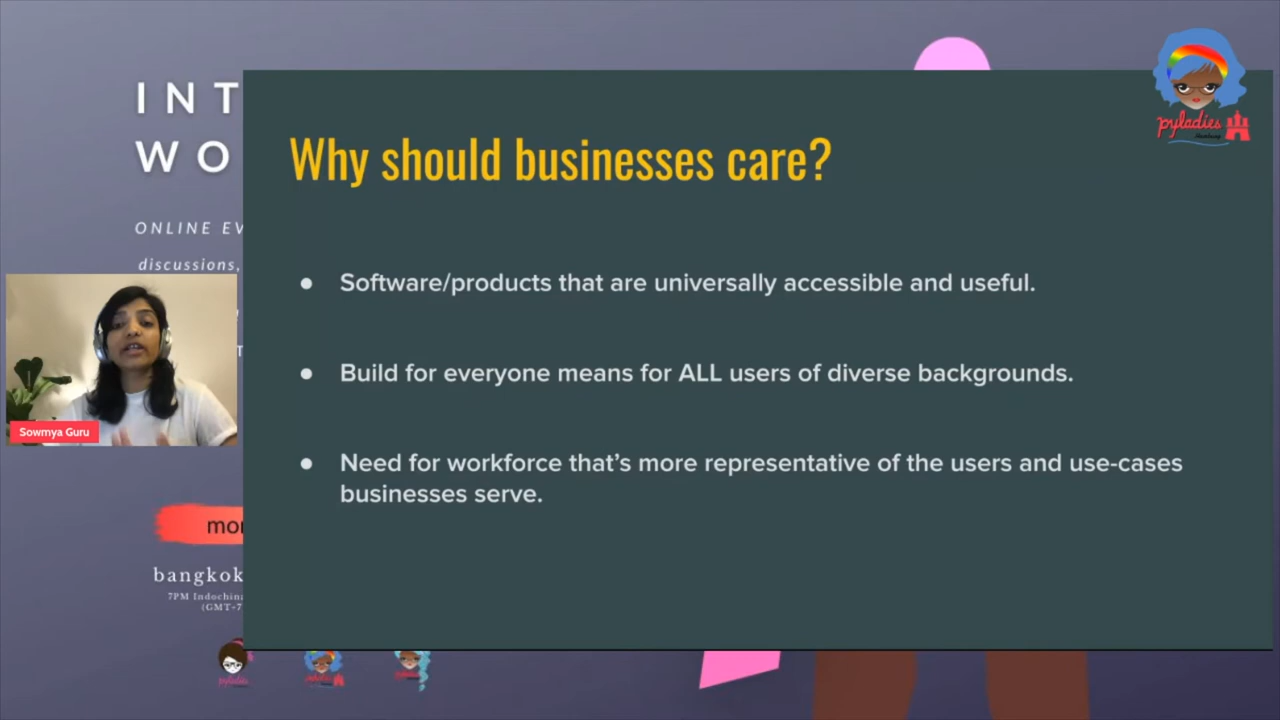 INT
WO
ONLINE EV
discussions,
Sowmya Guru
mor
bangkok
7PM Indochin
(GMT+7
pyladies
Why should businesses care?
● Software/products that are universally accessible and useful.
● Build for everyone means for ALL users of diverse backgrounds.
● Need for workforce that's more representative of the users and use-cases
businesses serve.